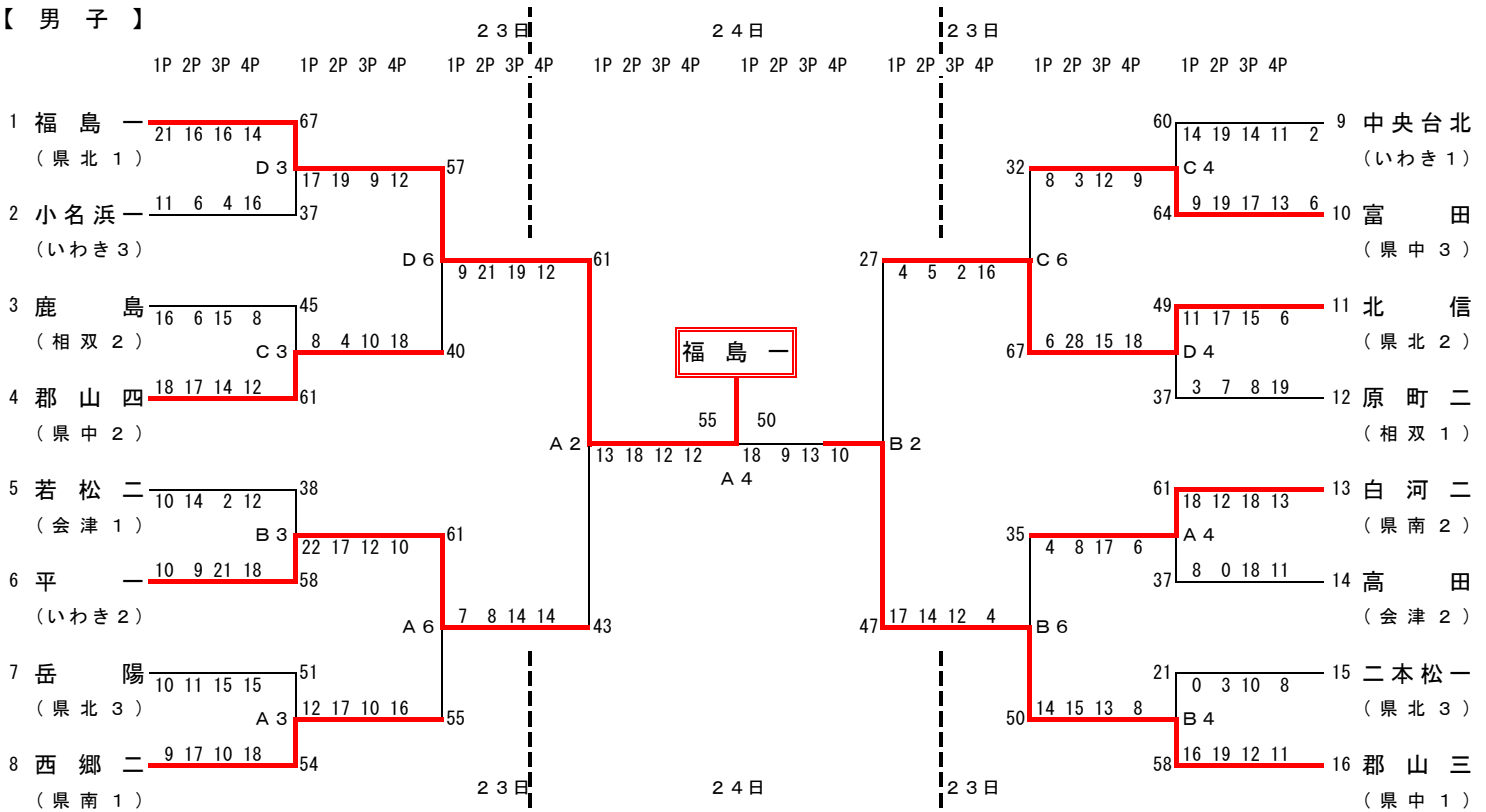 【 男 子 】
２３日 ２４日 ２３日
1P 2P 3P 4P 1P 2P 3P 4P 1P 2P 3P 4P 1P 2P 3P 4P 1P 2P 3P 4P 1P 2P 3P 4P 1P 2P 3P 4P 1P 2P 3P 4P
1 福島一 67 60 9 中央台北
21 16 16 14 14 19 14 11 2
（県北１） （いわき１）
D３ 57 32 C４
17 19 9 12 8 3 12 9
11 6 4 16 9 19 17 13 6
2 小名浜一 37 64 10 富田
（いわき３） （県中３）
D６ 61 27 C６
9 21 19 12 4 5 2 16
3 鹿島 45 49 11 北信
16 6 15 8 11 17 15 6
（相双２） 福島一 （県北２）
8 4 10 18 6 28 15 18
C３ 40 67 D４
18 17 14 12 3 7 8 19
4 郡山四 61 37 12 原町二
55 50
（県中２） （相双１）
A２ B２
13 18 12 12 18 9 13 10
A４
5 若松二 38 61 13 白河二
10 14 2 12 18 12 18 13
（会津１） （県南２）
B３ 61 35 A４
22 17 12 10 4 8 17 6
10 9 21 18 8 0 18 11
6 平一 58 37 14 高田
（いわき２） （会津２）
7 8 14 14 17 14 12 4
A６ 43 47 B６
7 岳陽 51 21 15 二本松一
10 11 15 15 0 3 10 8
（県北３） （県北３）
12 17 10 16 14 15 13 8
A３ 55 50 B４
9 17 10 18 16 19 12 11
8 西郷二 54 58 16 郡山三
２３日 ２４日 ２３日
（県南１） （県中１）